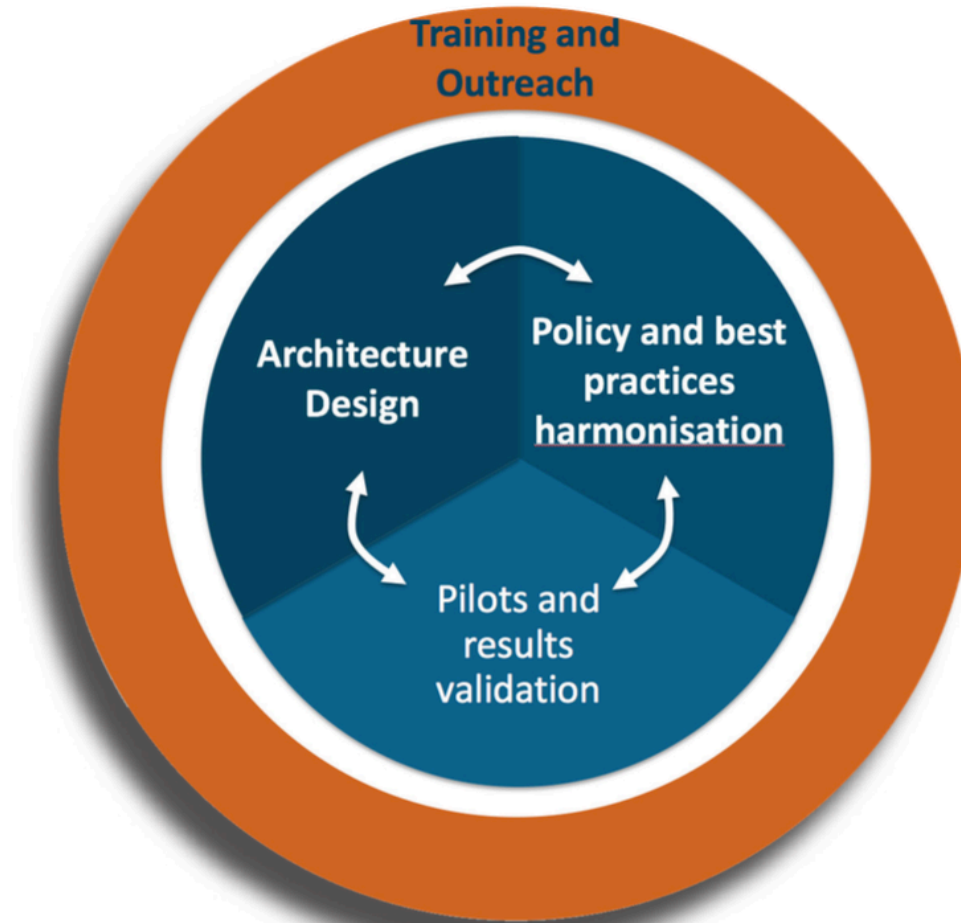 Training and
Outreach
Architecture
Design
Policy and best
practices
harmonisation
Pilots and
results
validation